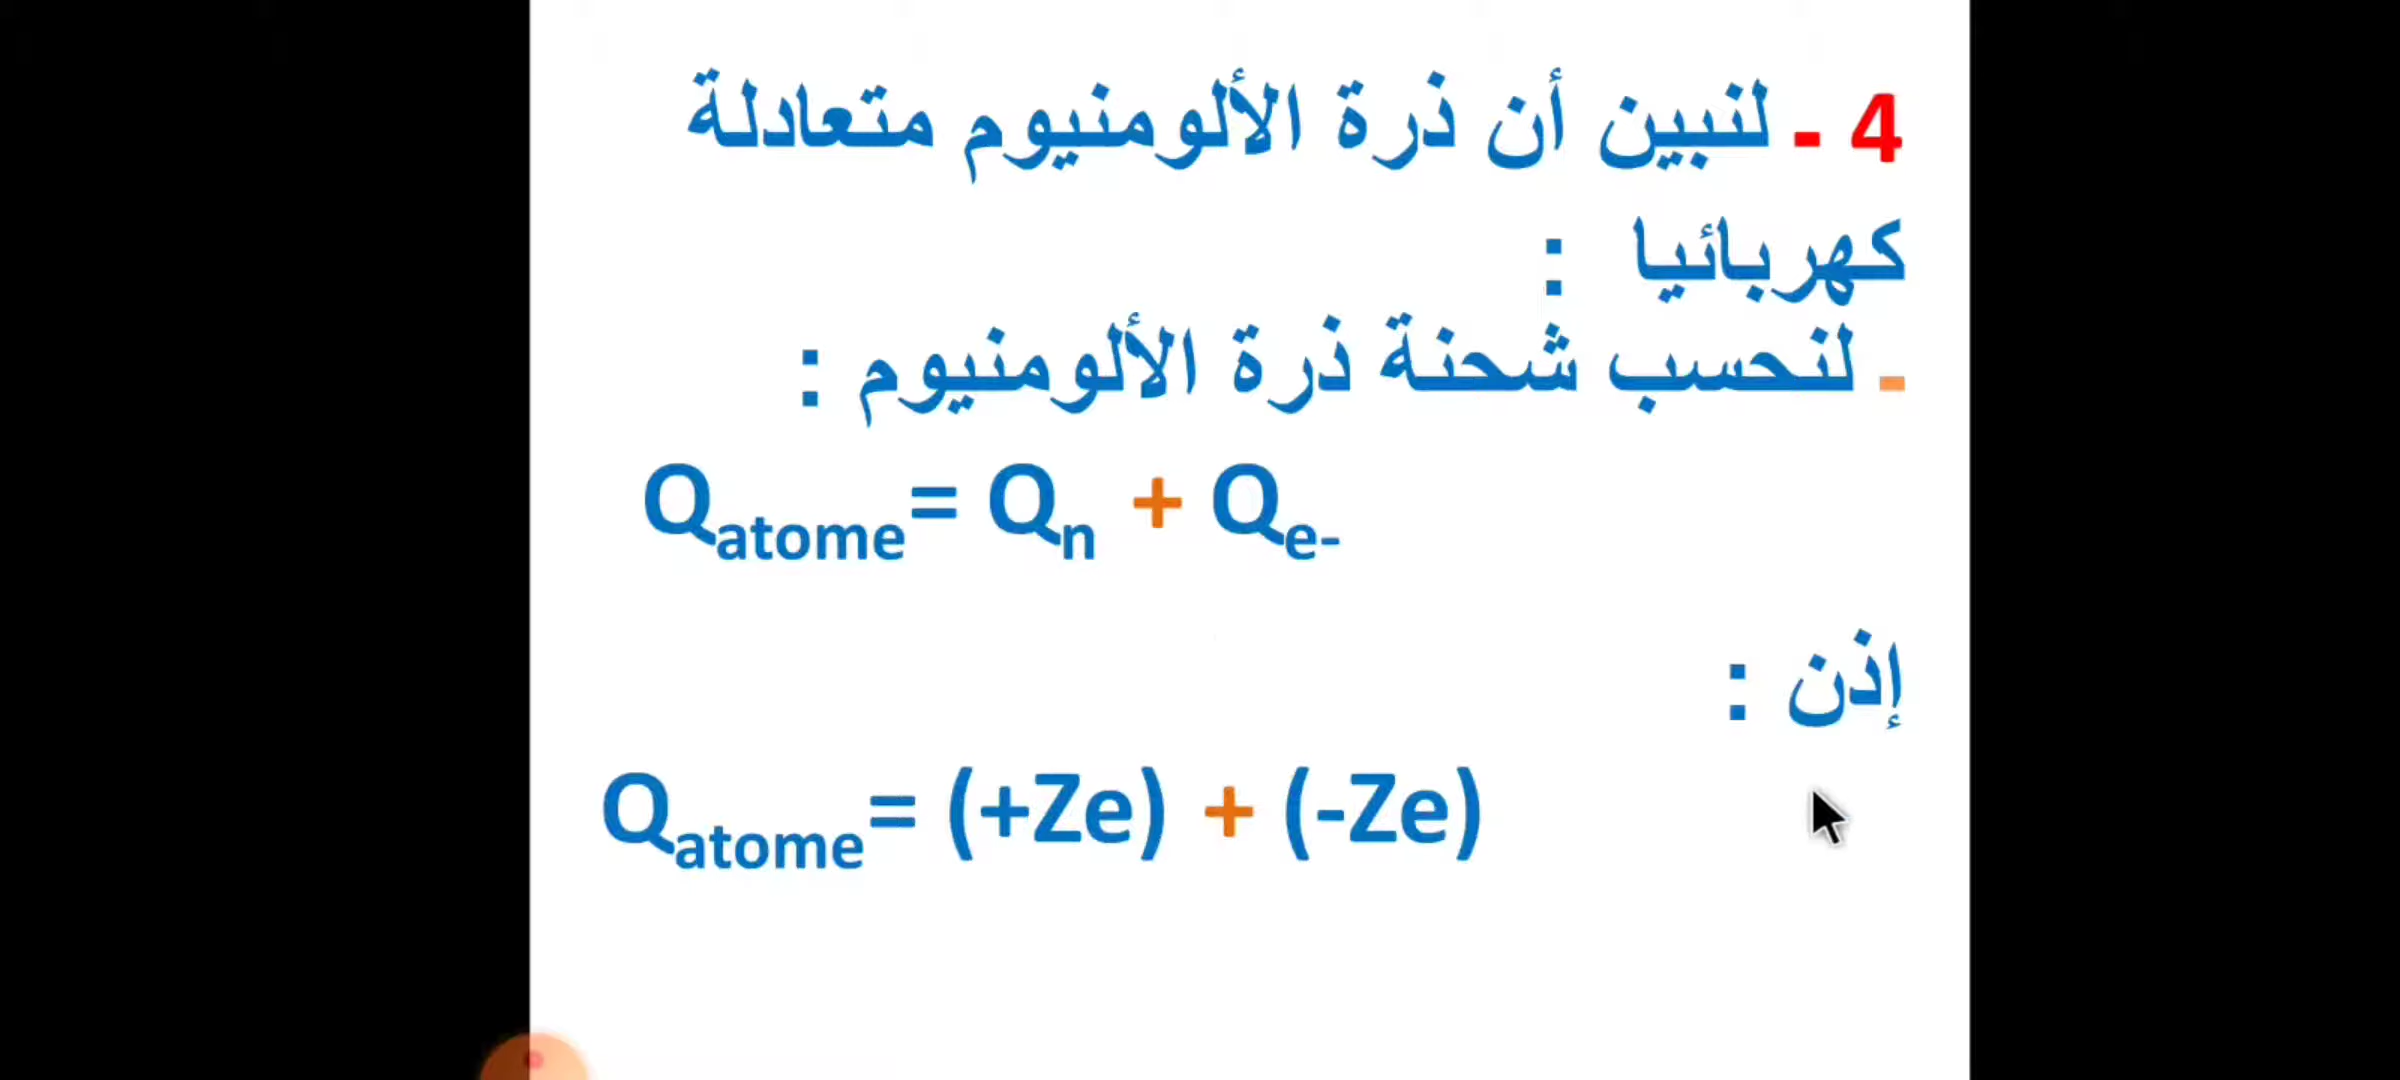 4 - لنبين أن ذرة الألومنيوم متعادلة
كهربائيا :
- لنحسب شحنة ذرة الألومنيوم :
Qatome= Qn + Qe-
إذن :
Qatome= (+Ze) + (-Ze)